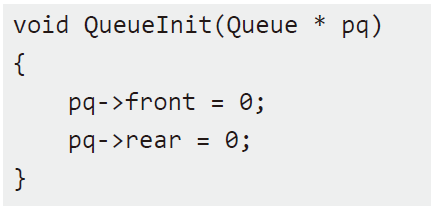 void QueueInit(Queue * pq)
{
    pq->front = 0;
    pq->rear = 0;
}